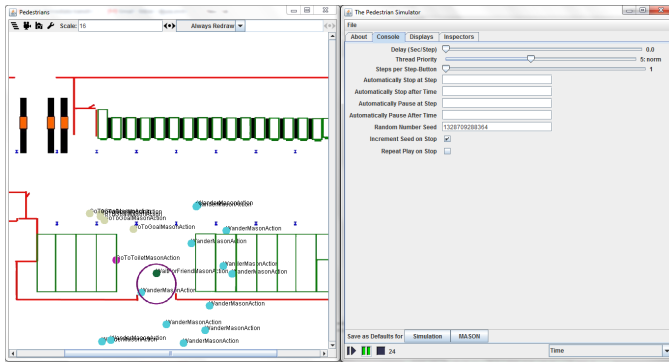 Pedestrians
Scale: 16
Always Redraw
WanderMasonAction
GoToGoalMasonAction
GoToGoalMasonAction
WanderMasonAction
WanderMasonAction
GoToToiletMasonAction
WanderMasonAction
WaitForFriendMasonAction
WanderMasonAction
WanderMasonAction
WanderMasonAction
WanderMasonAction
WanderMasonAction
WanderMasonAction
WanderMasonAction
The Pedestrian Simulator
File
About Console Displays Inspectors
Delay (Sec/Step) 0.0
Thread Priority 5: norm
Steps per Step-Button 1
Automatically Stop at Step
Automatically Stop after Time
Automatically Pause at Step
Automatically Pause After Time
Random Number Seed 1328709288364
Increment Seed on Stop
Repeat Play on Stop
Save as Defaults for Simulation MASON
24 Time